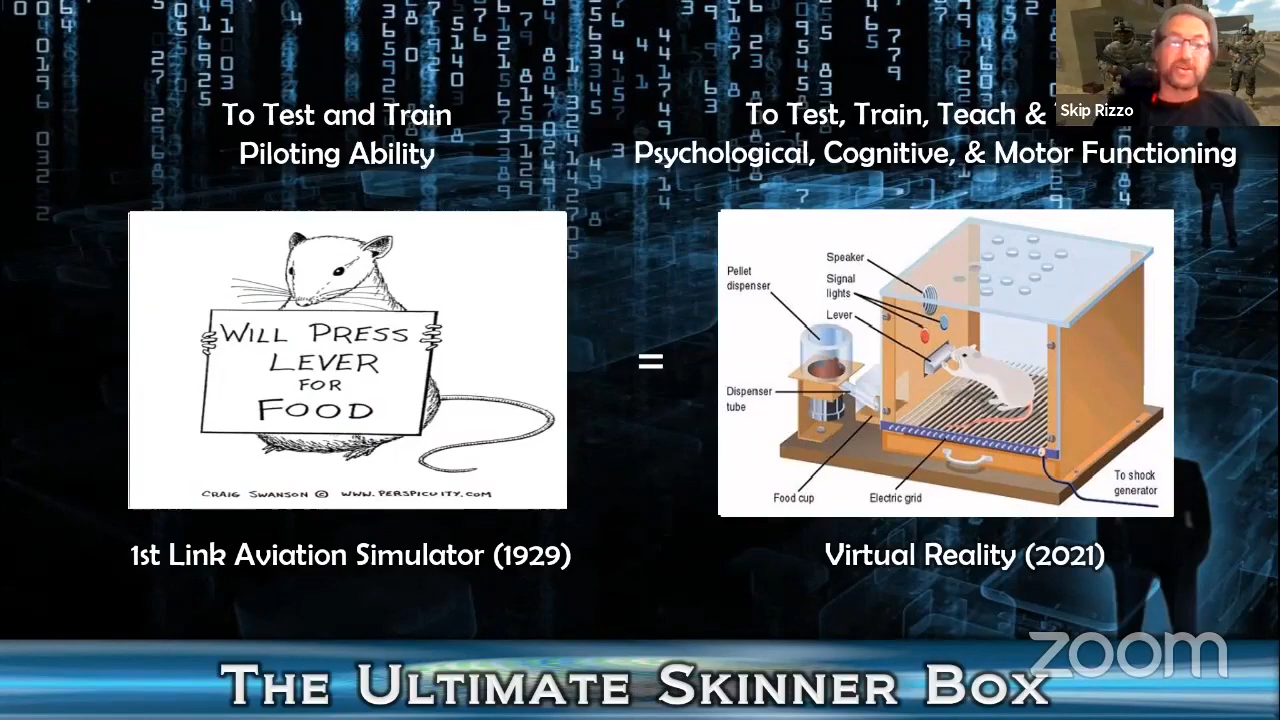 Skip Rizzo
To Test and Train
Piloting Ability
To Test, Train, Teach &
Psychological, Cognitive, & Motor Functioning
WILL PRESS
LEVER
FOR
FOOD
CRAIG SWANSON © WWW.PERSPICUITY.COM
=
Speaker
Pellet
dispenser
Signal
lights
Lever
Dispenser
tube
Food cup
Electric grid
To shock
generator
1st Link Aviation Simulator (1929)
Virtual Reality (2021)
zoom
The Ultimate Skinner Box